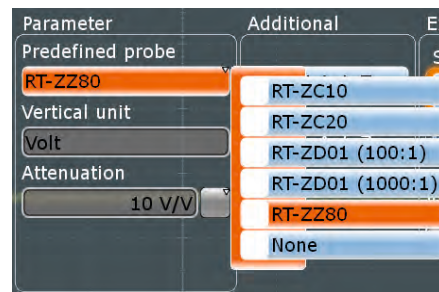 Parameter
Additional
E
Predefined probe
S
RT-ZZ80
Vertical unit
Volt
Attenuation
10 V/V
RT-ZC10
RT-ZC20
RT-ZD01 (100:1)
RT-ZD01 (1000:1)
RT-ZZ80
None